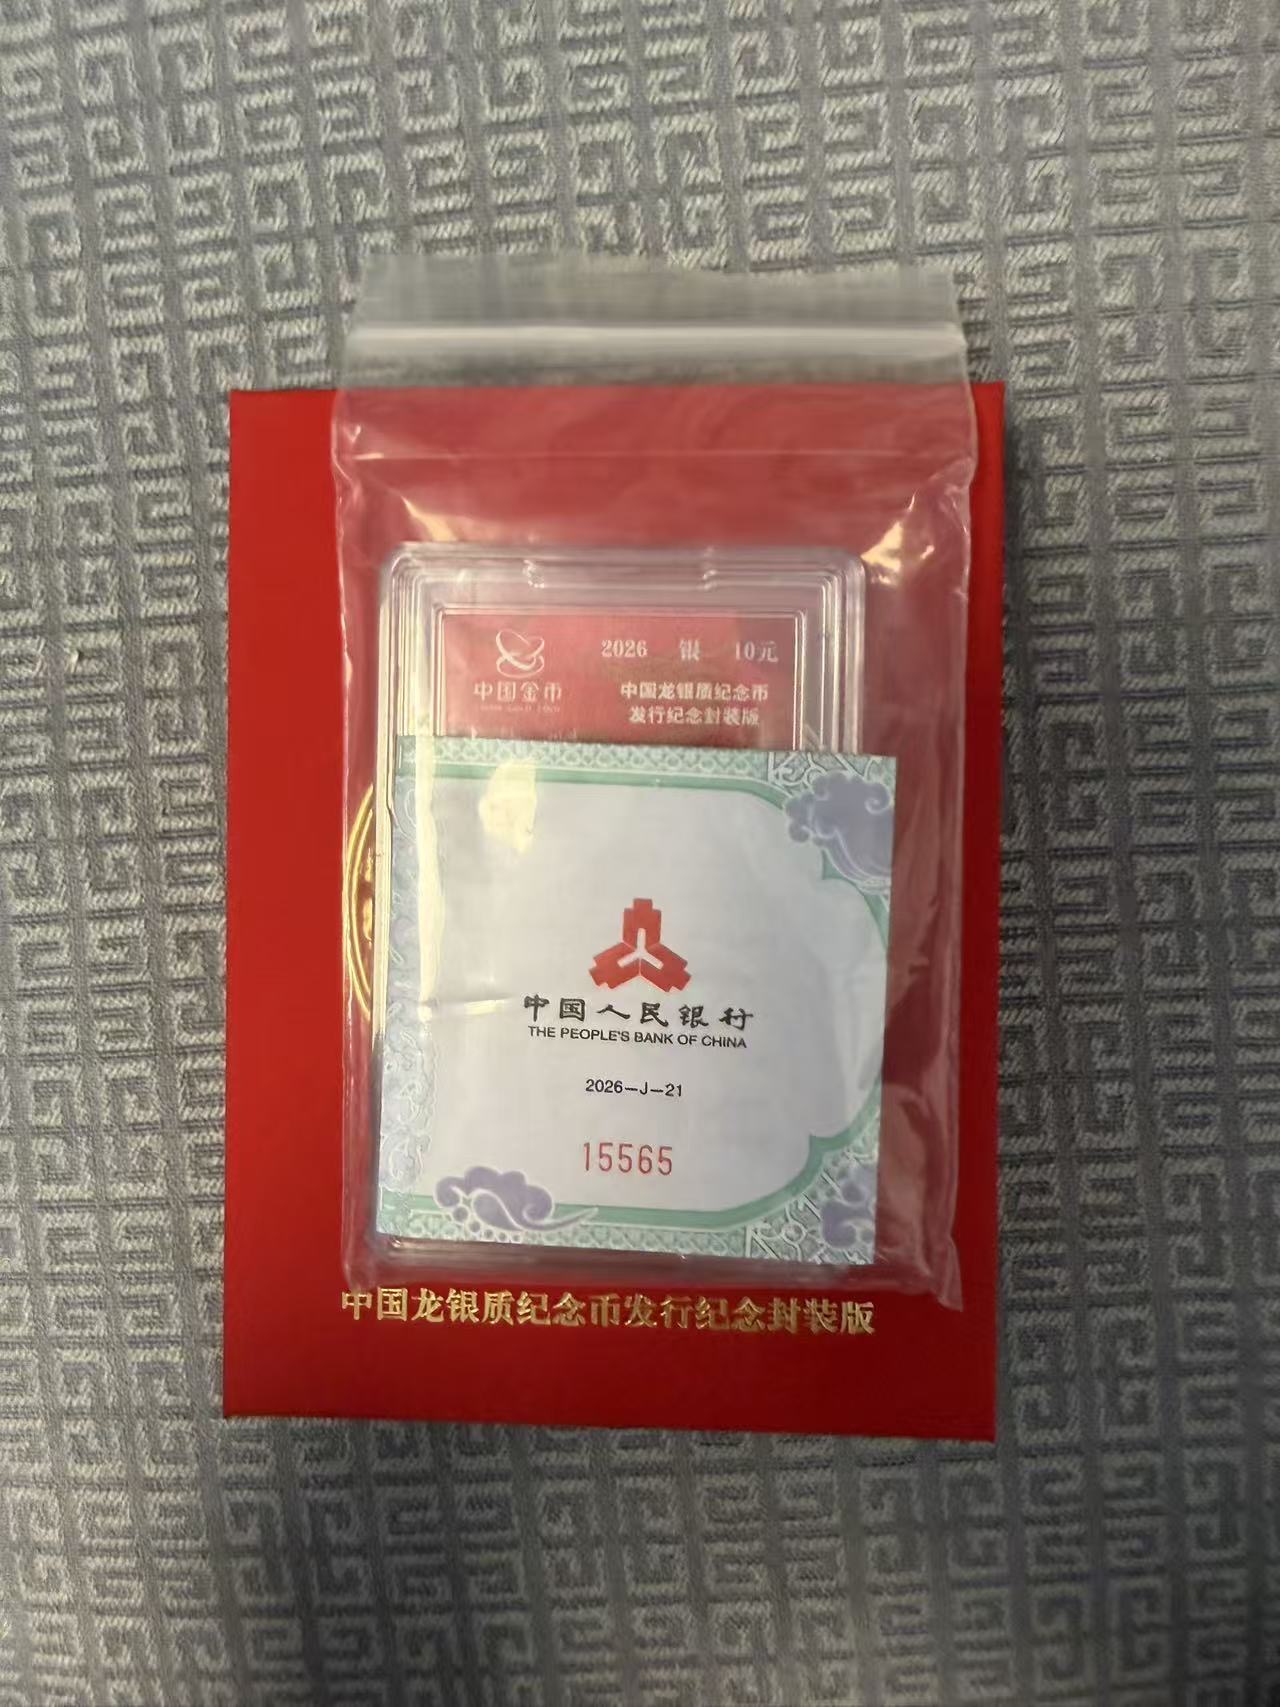 2026 银 10元
中国金币
中国龙银质纪念币
发行纪念封装版
中国人民银行
THE PEOPLE'S BANK OF CHINA
2026-J-21
15565
中国龙银质纪念币发行纪念封装版